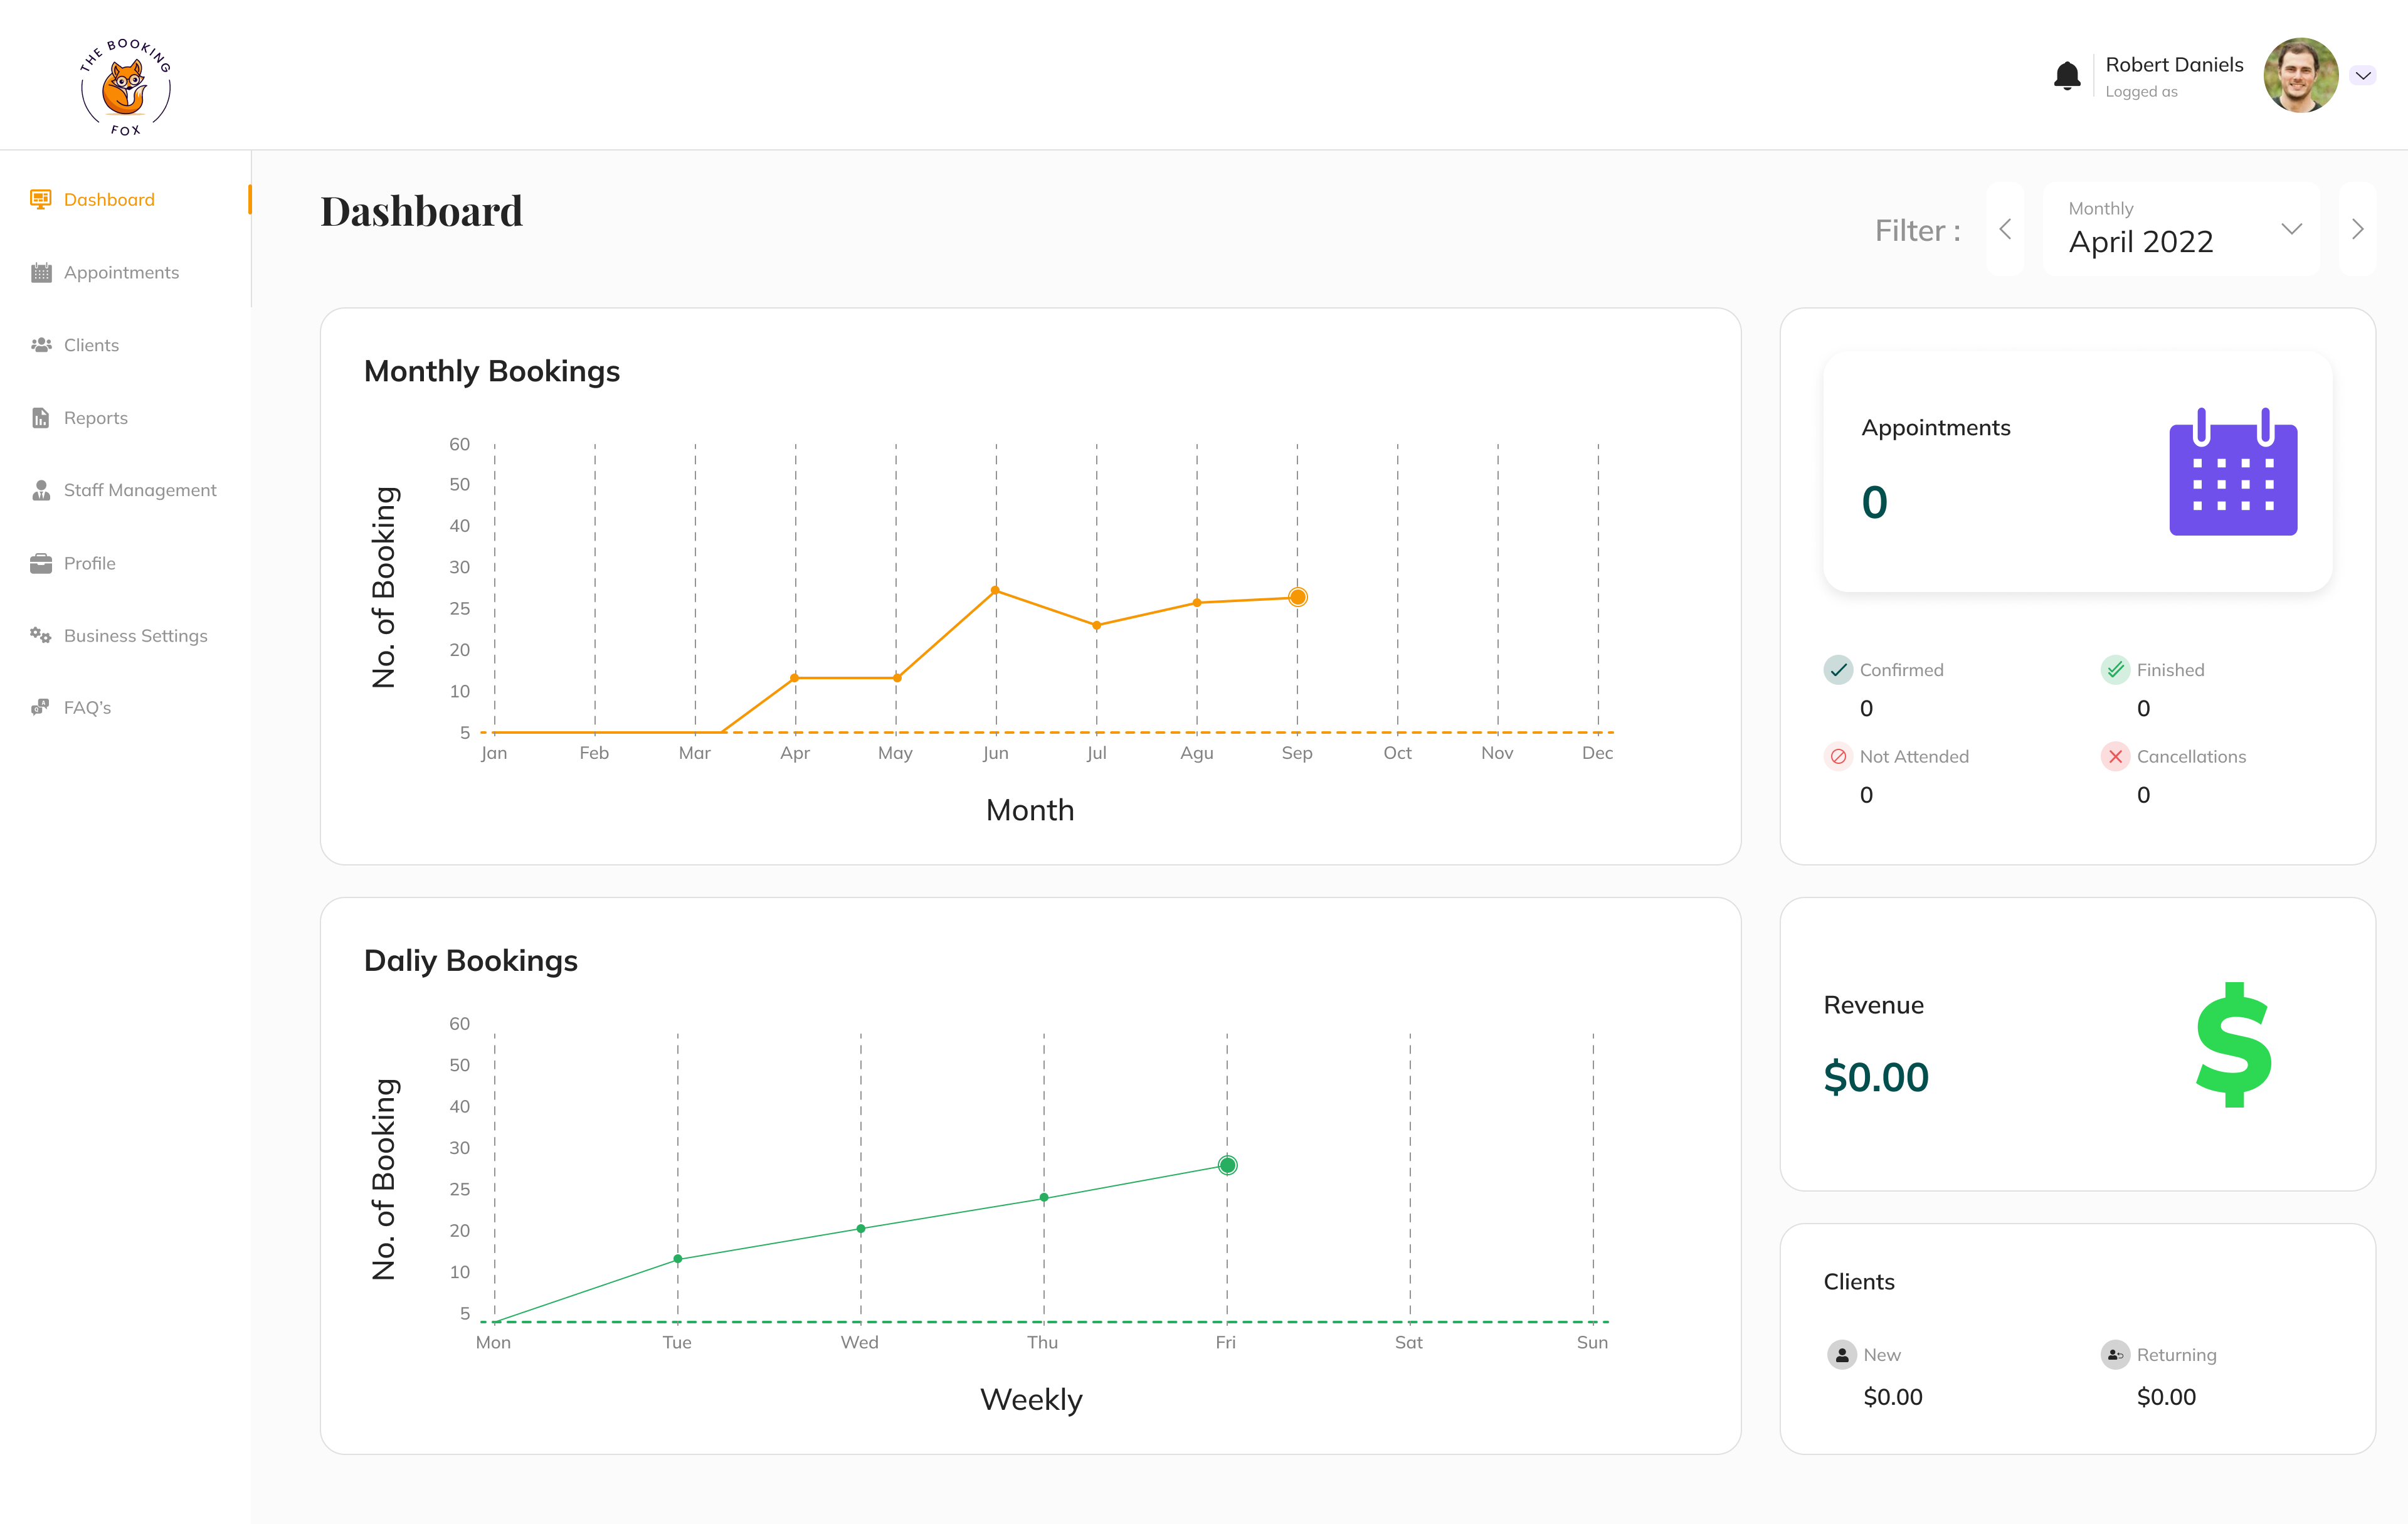 THE BOOKING
FOX
Robert Daniels
Logged as
Dashboard
Appointments
Clients
Reports
Staff Management
Profile
Business Settings
FAQ's
Dashboard
Filter :
Monthly
April 2022
Monthly Bookings
No. of Booking
60
50
40
30
25
20
10
5
Jan Feb Mar Apr May Jun Jul Agu Sep Oct Nov Dec
Month
Appointments
0
Confirmed
0
Finished
0
Not Attended
0
Cancellations
0
Daliy Bookings
No. of Booking
60
50
40
30
25
20
10
5
Mon Tue Wed Thu Fri Sat Sun
Weekly
Revenue
$0.00
$
Clients
New
$0.00
Returning
$0.00